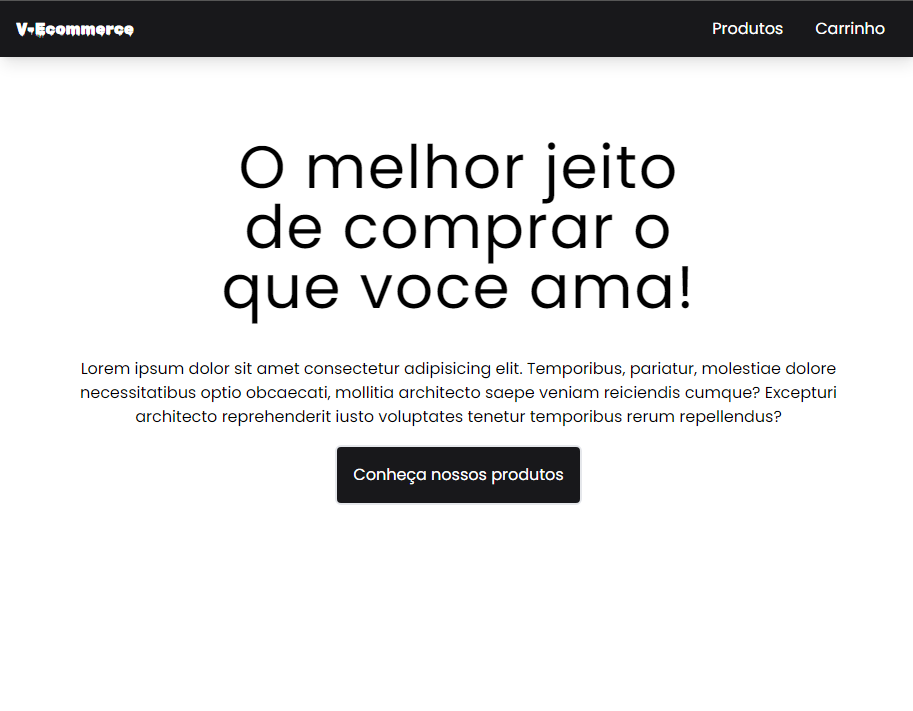 V-Ecommerce
Produtos
Carrinho
O melhor jeito
de comprar o
que voce ama!
Lorem ipsum dolor sit amet consectetur adipisicing elit. Temporibus, pariatur, molestiae dolore
necessitatibus optio obcaecati, mollitia architecto saepe veniam reiciendis cumque? Excepturi
architecto reprehenderit iusto voluptates tenetur temporibus rerum repellendus?
Conheça nossos produtos